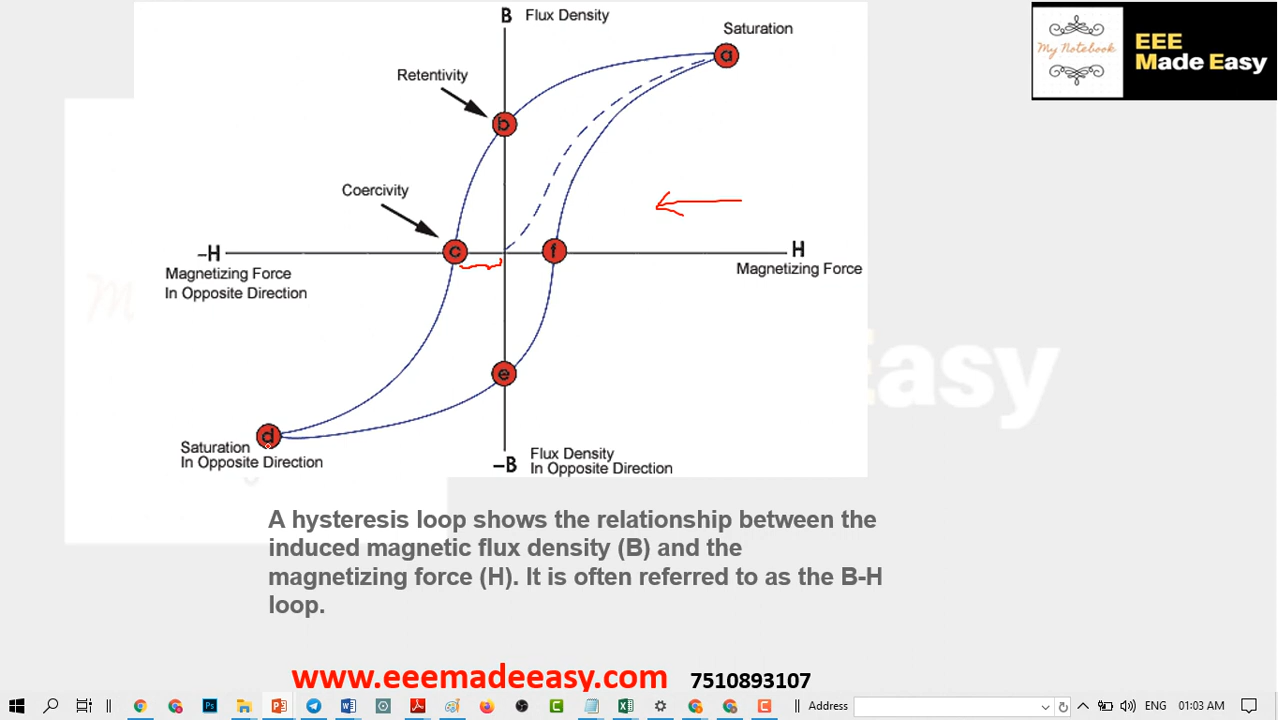 B Flux Density
Saturation
a
Retentivity
b
Coercivity
c
f
–H
H
Magnetizing Force
In Opposite Direction
Magnetizing Force
e
d
Saturation
In Opposite Direction
–B
Flux Density
In Opposite Direction
My Notebook
EEE
Made Easy
Easy
A hysteresis loop shows the relationship between the
induced magnetic flux density (B) and the
magnetizing force (H). It is often referred to as the B-H
loop.
www.eeemadeeasy.com 7510893107
Address
ENG 01:03 AM